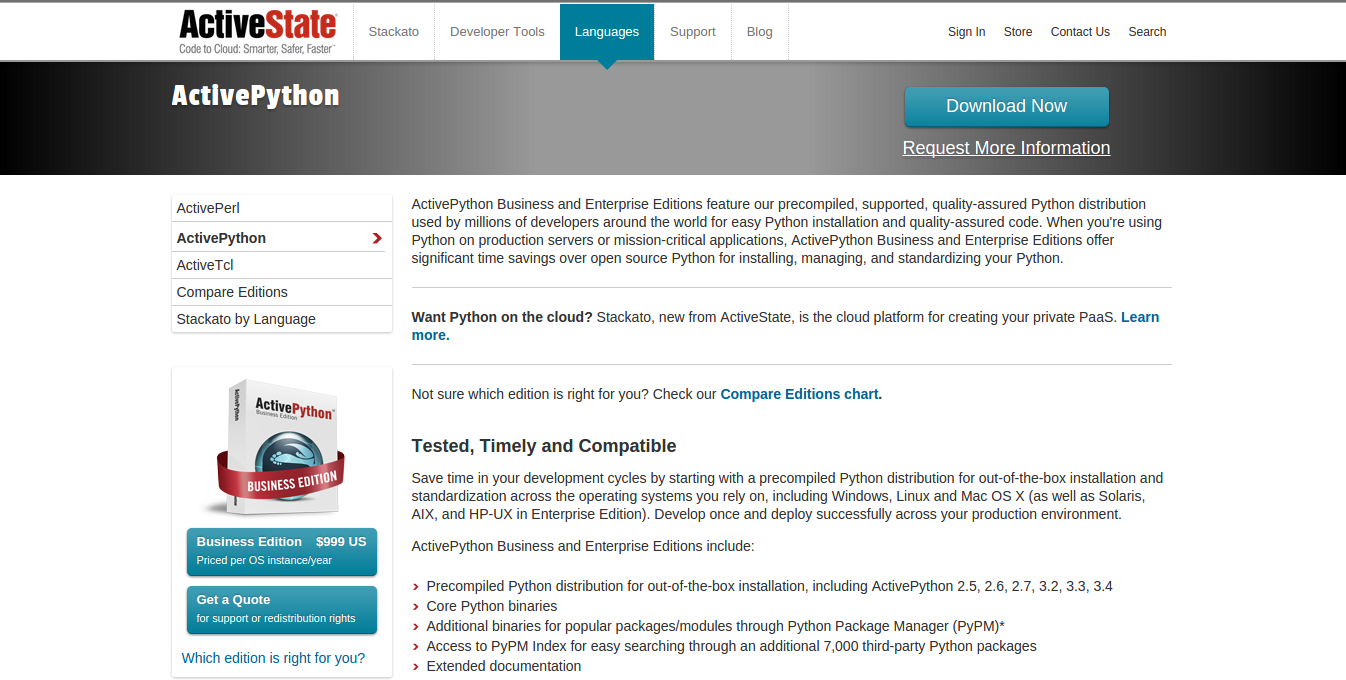 ActiveState
Code to Cloud: Smarter, Safer, Faster™
Stackato
Developer Tools
Languages
Support
Blog
Sign In
Store
Contact Us
Search
ActivePython
Download Now
Request More Information
ActivePerl
ActivePython
ActiveTcl
Compare Editions
Stackato by Language
ActivePython
ActivePython®
Business Edition
BUSINESS EDITION
Business Edition $999 US
Priced per OS instance/year
Get a Quote
for support or redistribution rights
Which edition is right for you?
ActivePython Business and Enterprise Editions feature our precompiled, supported, quality-assured Python distribution
used by millions of developers around the world for easy Python installation and quality-assured code. When you're using
Python on production servers or mission-critical applications, ActivePython Business and Enterprise Editions offer
significant time savings over open source Python for installing, managing, and standardizing your Python.
Want Python on the cloud? Stackato, new from ActiveState, is the cloud platform for creating your private PaaS. Learn
more.
Not sure which edition is right for you? Check our Compare Editions chart.
Tested, Timely and Compatible
Save time in your development cycles by starting with a precompiled Python distribution for out-of-the-box installation and
standardization across the operating systems you rely on, including Windows, Linux and Mac OS X (as well as Solaris,
AIX, and HP-UX in Enterprise Edition). Develop once and deploy successfully across your production environment.
ActivePython Business and Enterprise Editions include:
Precompiled Python distribution for out-of-the-box installation, including ActivePython 2.5, 2.6, 2.7, 3.2, 3.3, 3.4
Core Python binaries
Additional binaries for popular packages/modules through Python Package Manager (PyPM)*
Access to PyPM Index for easy searching through an additional 7,000 third-party Python packages
Extended documentation